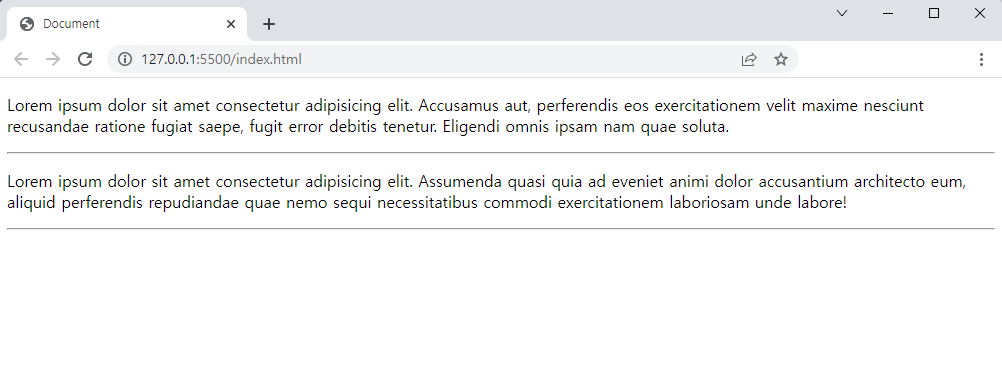 Document
127.0.0.1:5500/index.html
Lorem ipsum dolor sit amet consectetur adipisicing elit. Accusamus aut, perferendis eos exercitationem velit maxime nesciunt
recusandae ratione fugiat saepe, fugit error debitis tenetur. Eligendi omnis ipsam nam quae soluta.
Lorem ipsum dolor sit amet consectetur adipisicing elit. Assumenda quasi quia ad eveniet animi dolor accusantium architecto eum,
aliquid perferendis repudiandae quae nemo sequi necessitatibus commodi exercitationem laboriosam unde labore!